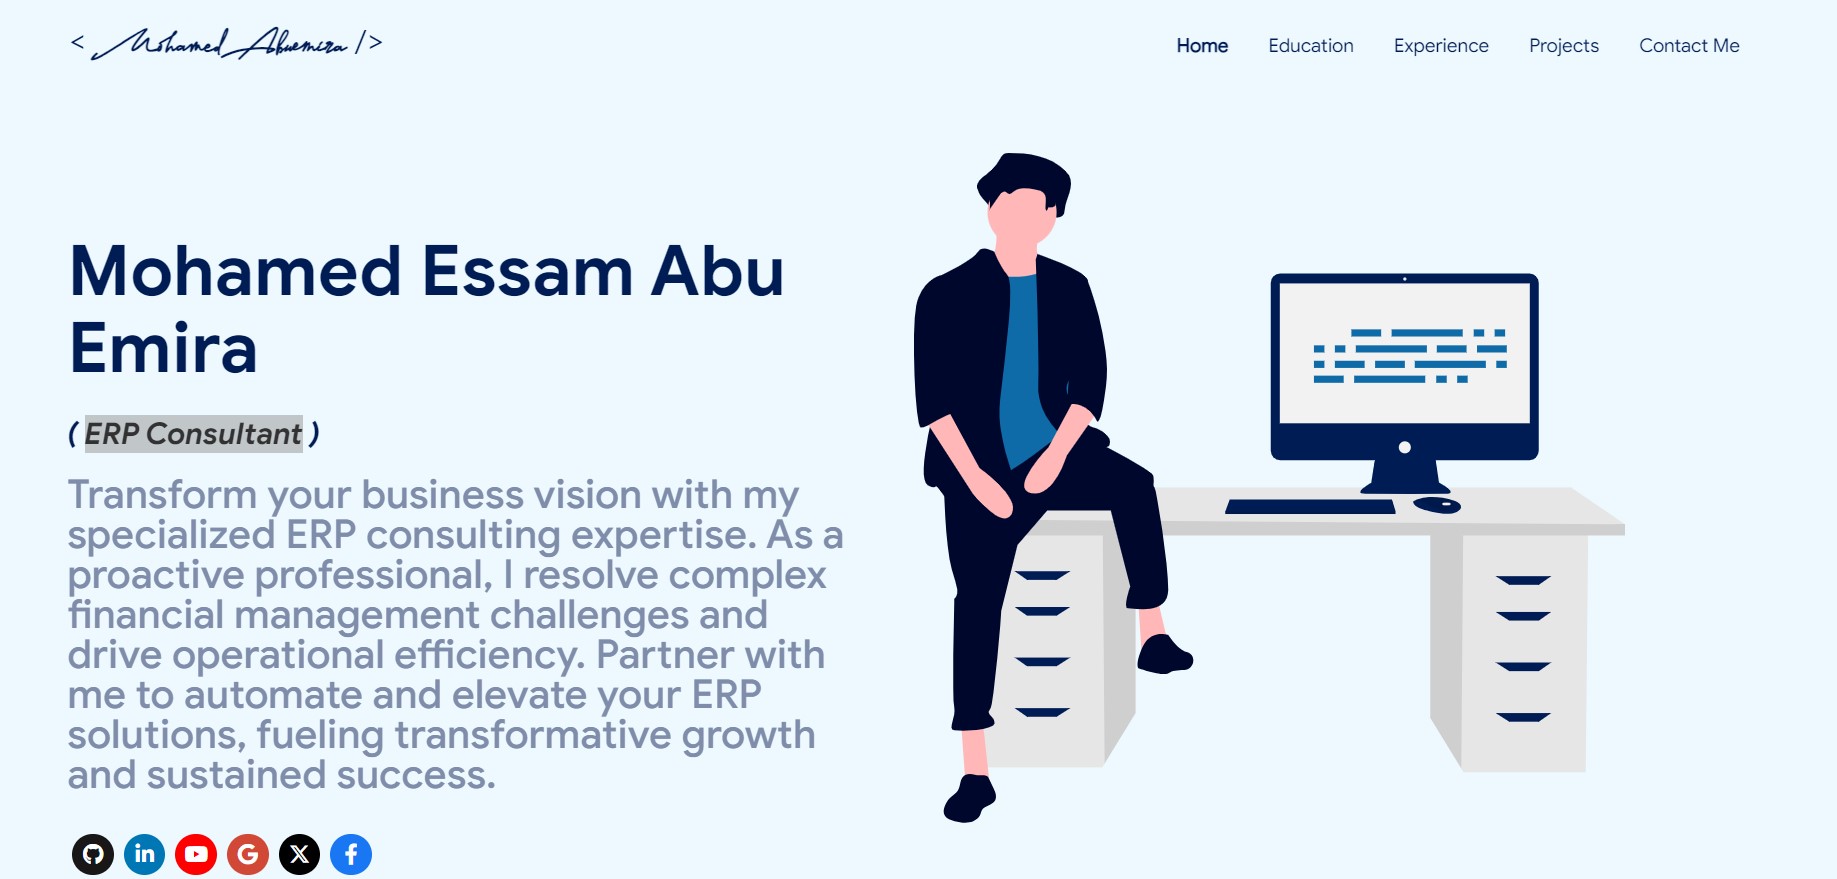 < Mohamed Abuemira />
Home Education Experience Projects Contact Me
Mohamed Essam Abu
Emira
( ERP Consultant )
Transform your business vision with my
specialized ERP consulting expertise. As a
proactive professional, I resolve complex
financial management challenges and
drive operational efficiency. Partner with
me to automate and elevate your ERP
solutions, fueling transformative growth
and sustained success.